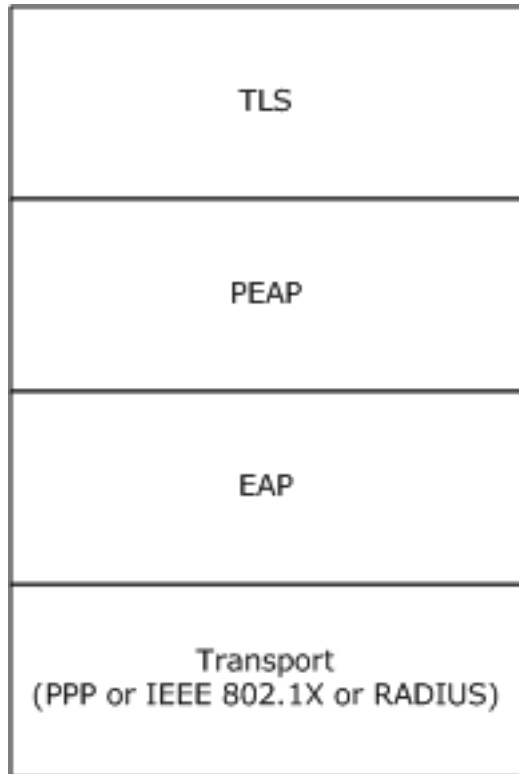 TLS
PEAP
EAP
Transport
(PPP or IEEE 802.1X or RADIUS)